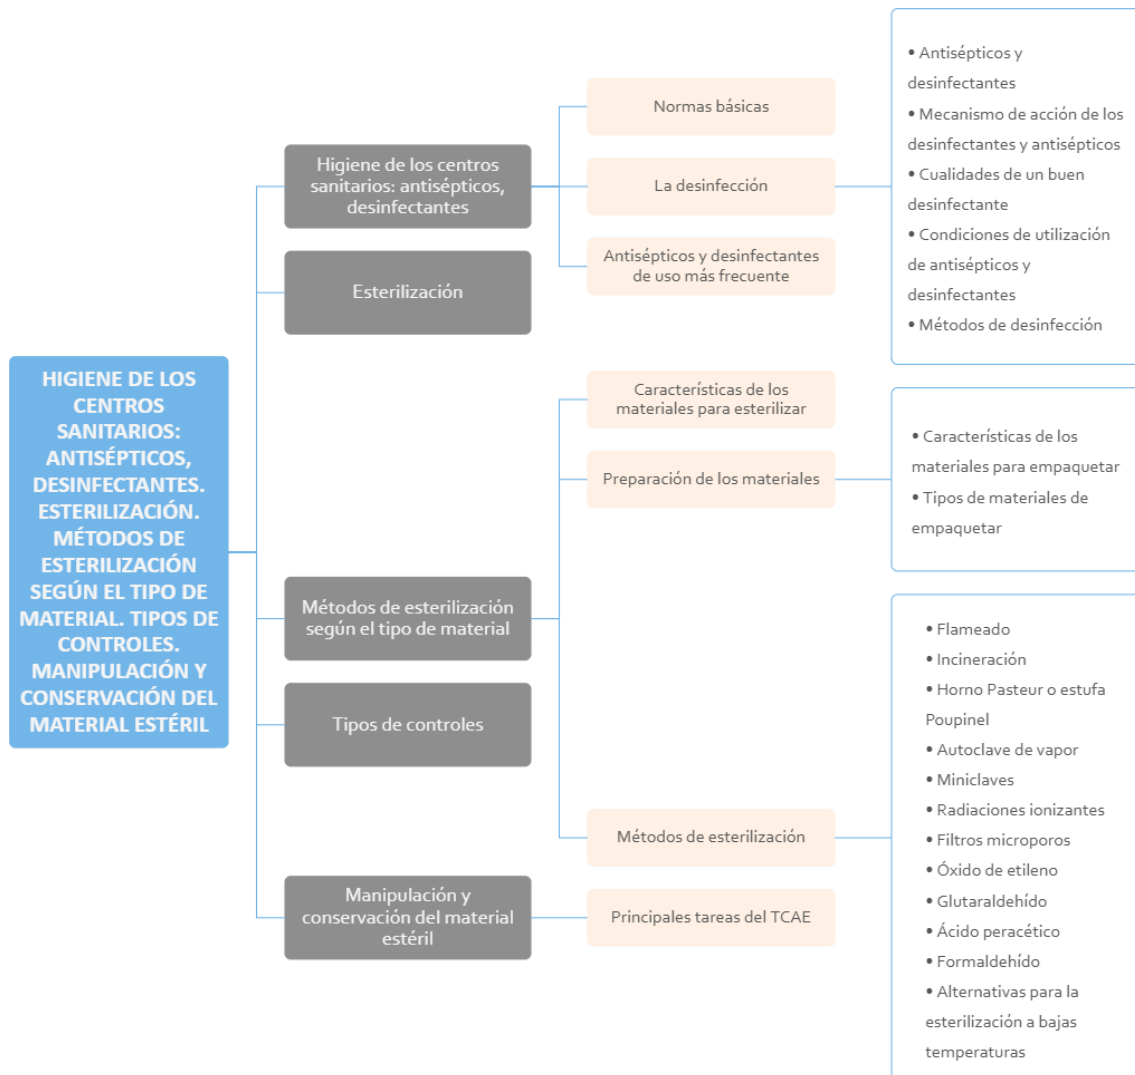 HIGIENE DE LOS
CENTROS
SANITARIOS:
ANTISÉPTICOS,
DESINFECTANTES.
ESTERILIZACIÓN.
MÉTODOS DE
ESTERILIZACIÓN
SEGÚN EL TIPO DE
MATERIAL. TIPOS DE
CONTROLES.
MANIPULACIÓN Y
CONSERVACIÓN DEL
MATERIAL ESTÉRIL
Higiene de los centros
sanitarios: antisépticos,
desinfectantes
Normas básicas
La desinfección
• Antisépticos y
desinfectantes
• Mecanismo de acción de los
desinfectantes y antisépticos
• Cualidades de un buen
desinfectante
• Condiciones de utilización
de antisépticos y
desinfectantes
• Métodos de desinfección
Antisépticos y desinfectantes
de uso más frecuente
Esterilización
Métodos de esterilización
según el tipo de material
Características de los
materiales para esterilizar
Preparación de los materiales
• Características de los
materiales para empaquetar
• Tipos de materiales de
empaquetar
Métodos de esterilización
• Flameado
• Incineración
• Horno Pasteur o estufa
Poupinel
• Autoclave de vapor
• Miniclaves
• Radiaciones ionizantes
• Filtros microporos
• Óxido de etileno
• Glutaraldehído
• Ácido peracético
• Formaldehído
• Alternativas para la
esterilización a bajas
temperaturas
Tipos de controles
Manipulación y
conservación del material
estéril
Principales tareas del TCAE